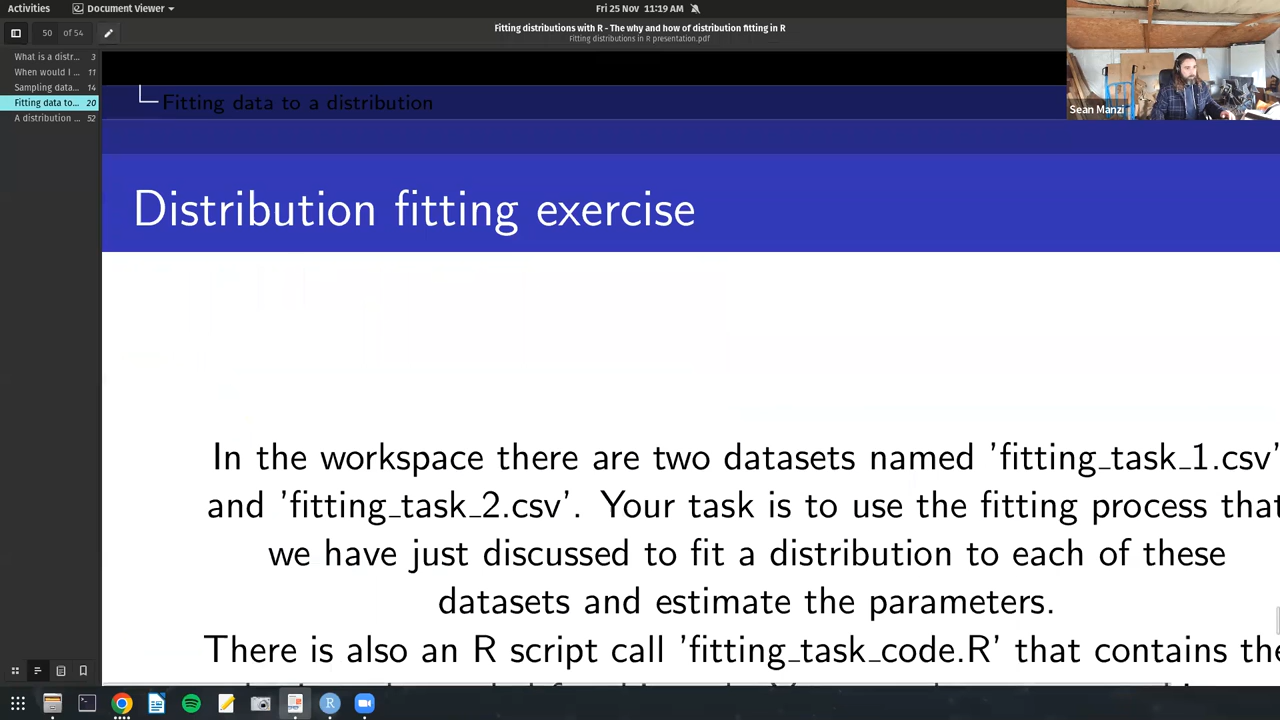 Activities
Document Viewer
Fri 25 Nov 11:19 AM
50 of 54
Fitting distributions with R - The why and how of distribution fitting in R
Fitting distributions in R presentation.pdf
What is a distr... 3
When would I ... 11
Sampling data... 14
Fitting data to... 20
A distribution ... 52
Sean Manzi
Fitting data to a distribution
Distribution fitting exercise
In the workspace there are two datasets named 'fitting_task_1.csv'
and 'fitting_task_2.csv'. Your task is to use the fitting process that
we have just discussed to fit a distribution to each of these
datasets and estimate the parameters.
There is also an R script call 'fitting_task_code.R' that contains the